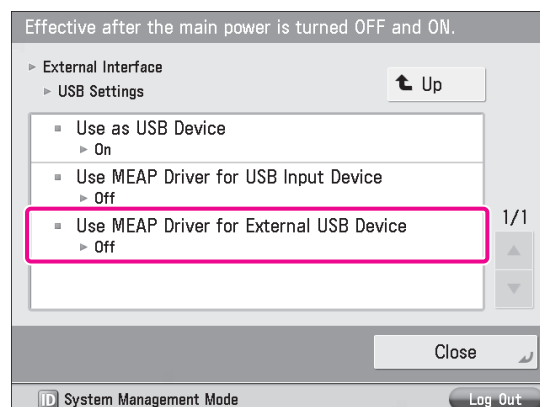 Effective after the main power is turned OFF and ON.
External Interface
Up
USB Settings
Use as USB Device
On
Use MEAP Driver for USB Input Device
Off
Use MEAP Driver for External USB Device
Off
1/1
Close
ID System Management Mode
Log Out